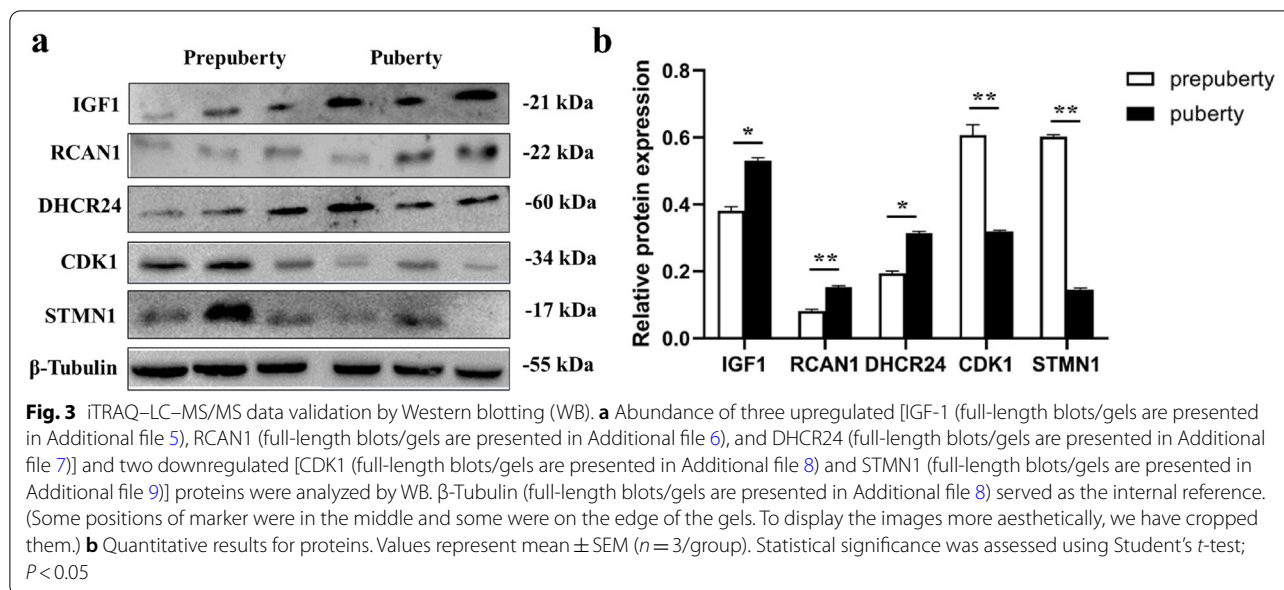 a
Prepuberty Puberty
IGF1 -21 kDa
RCAN1 -22 kDa
DHCR24 -60 kDa
CDK1 -34 kDa
STMN1 -17 kDa
β-Tubulin -55 kDa
b
Relative protein expression
0.8
0.6
0.4
0.2
0.0
* ** * ** **
IGF1 RCAN1 DHCR24 CDK1 STMN1
prepuberty
puberty
Fig. 3 iTRAQ–LC–MS/MS data validation by Western blotting (WB). a Abundance of three upregulated [IGF-1 (full-length blots/gels are presented
in Additional file 5), RCAN1 (full-length blots/gels are presented in Additional file 6), and DHCR24 (full-length blots/gels are presented in Additional
file 7)] and two downregulated [CDK1 (full-length blots/gels are presented in Additional file 8) and STMN1 (full-length blots/gels are presented in
Additional file 9)] proteins were analyzed by WB. β-Tubulin (full-length blots/gels are presented in Additional file 8) served as the internal reference.
(Some positions of marker were in the middle and some were on the edge of the gels. To display the images more aesthetically, we have cropped
them.) b Quantitative results for proteins. Values represent mean ± SEM (n = 3/group). Statistical significance was assessed using Student's t-test;
P < 0.05